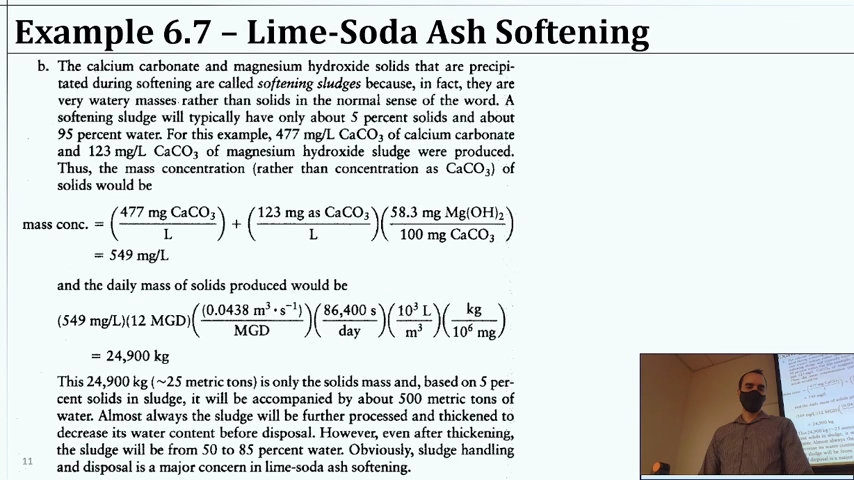 Example 6.7 – Lime-Soda Ash Softening
b. The calcium carbonate and magnesium hydroxide solids that are precipi-
tated during softening are called softening sludges because, in fact, they are
very watery masses rather than solids in the normal sense of the word. A
softening sludge will typically have only about 5 percent solids and about
95 percent water. For this example, 477 mg/L CaCO₃ of calcium carbonate
and 123 mg/L CaCO₃ of magnesium hydroxide sludge were produced.
Thus, the mass concentration (rather than concentration as CaCO₃) of
solids would be
mass conc. = (477 mg CaCO₃ / L) + (123 mg as CaCO₃ / L)(58.3 mg Mg(OH)₂ / 100 mg CaCO₃)
= 549 mg/L
and the daily mass of solids produced would be
(549 mg/L)(12 MGD)((0.0438 m³·s⁻¹) / MGD)(86,400 s / day)(10³ L / m³)(kg / 10⁶ mg)
= 24,900 kg
This 24,900 kg (~25 metric tons) is only the solids mass and, based on 5 per-
cent solids in sludge, it will be accompanied by about 500 metric tons of
water. Almost always the sludge will be further processed and thickened to
decrease its water content before disposal. However, even after thickening,
the sludge will be from 50 to 85 percent water. Obviously, sludge handling
and disposal is a major concern in lime-soda ash softening.
11